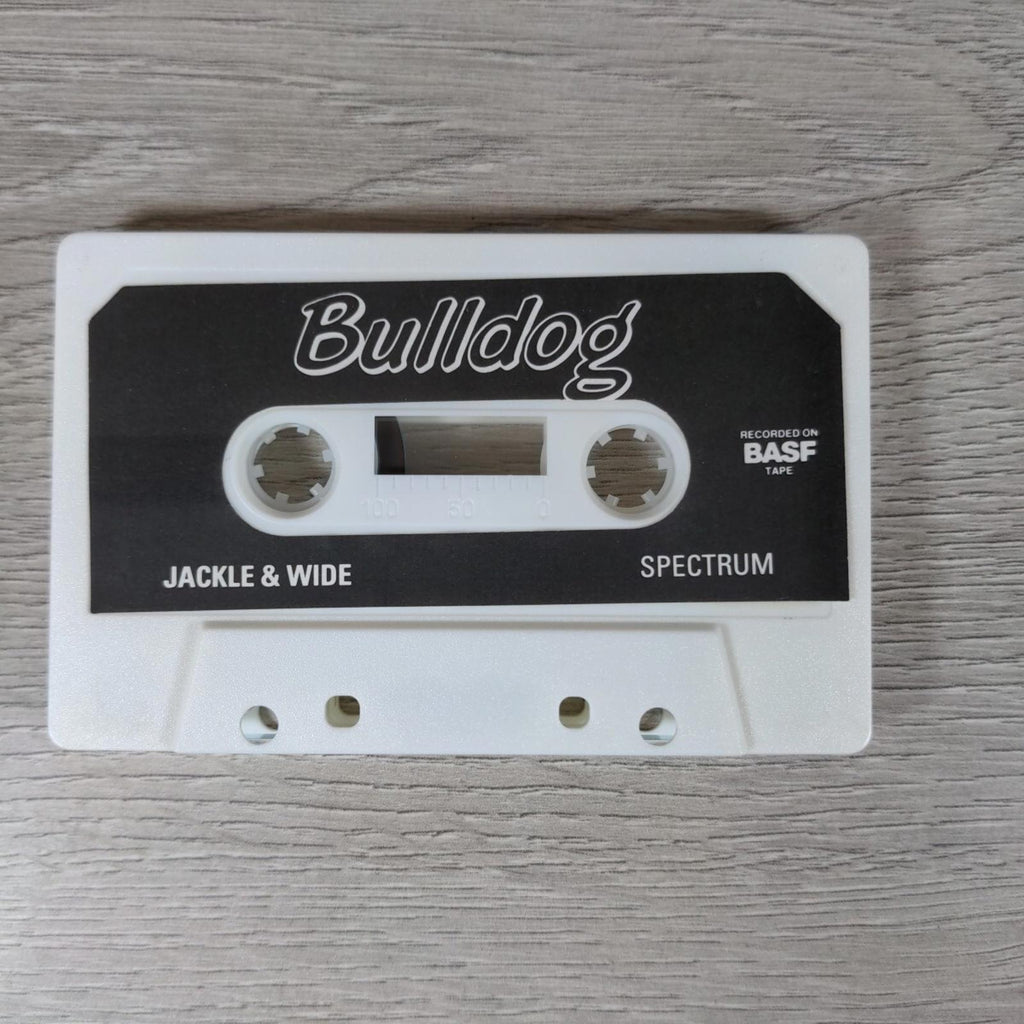 Bulldog
RECORDED ON
BASF
TAPE
100 50 0
JACKLE & WIDE
SPECTRUM